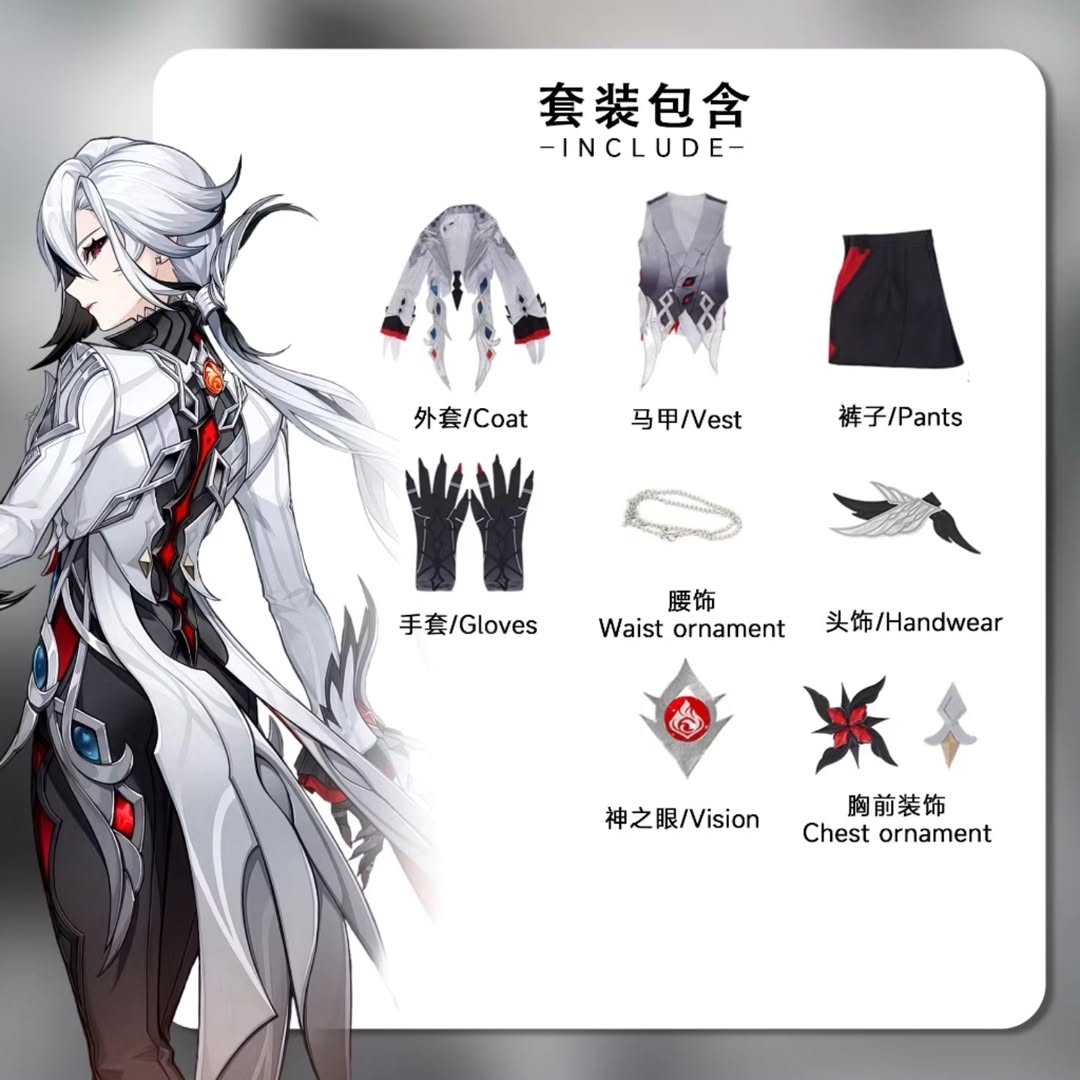 套装包含
-INCLUDE-
外套/Coat
马甲/Vest
裤子/Pants
手套/Gloves
腰饰
Waist ornament
头饰/Handwear
神之眼/Vision
胸前装饰
Chest ornament